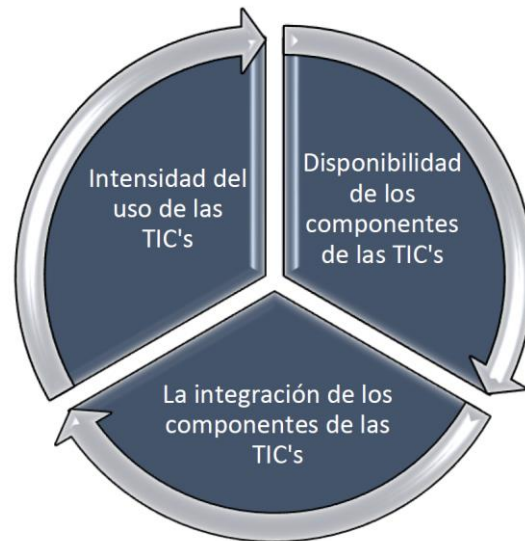 Intensidad del
uso de las
TIC's
Disponibilidad
de los
componentes
de las TIC's
La integración de los
componentes de las
TIC's